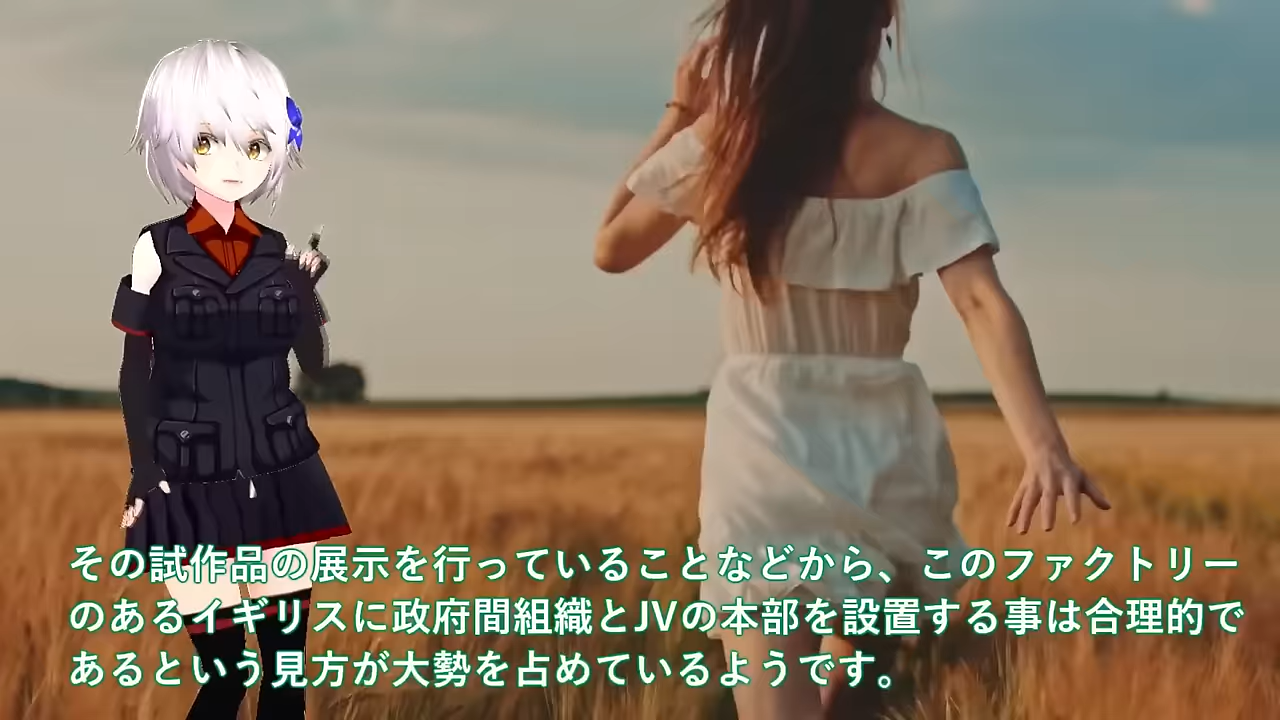 その試作品の展示を行っていることなどから、このファクトリー
のあるイギリスに政府間組織とJVの本部を設置する事は合理的で
あるという見方が大勢を占めているようです。